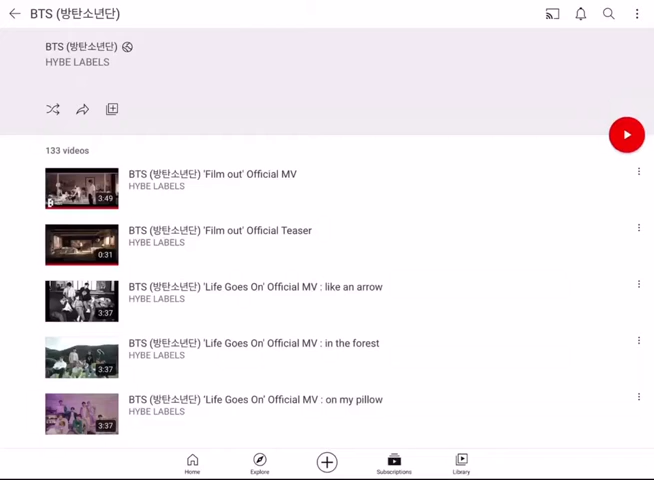 BTS (방탄소년단)
BTS (방탄소년단)
HYBE LABELS
133 videos
BTS (방탄소년단) 'Film out' Official MV
HYBE LABELS
3:49
BTS (방탄소년단) 'Film out' Official Teaser
HYBE LABELS
0:31
BTS (방탄소년단) 'Life Goes On' Official MV : like an arrow
HYBE LABELS
3:37
BTS (방탄소년단) 'Life Goes On' Official MV : in the forest
HYBE LABELS
3:37
BTS (방탄소년단) 'Life Goes On' Official MV : on my pillow
HYBE LABELS
3:37
Home
Explore
Subscriptions
Library